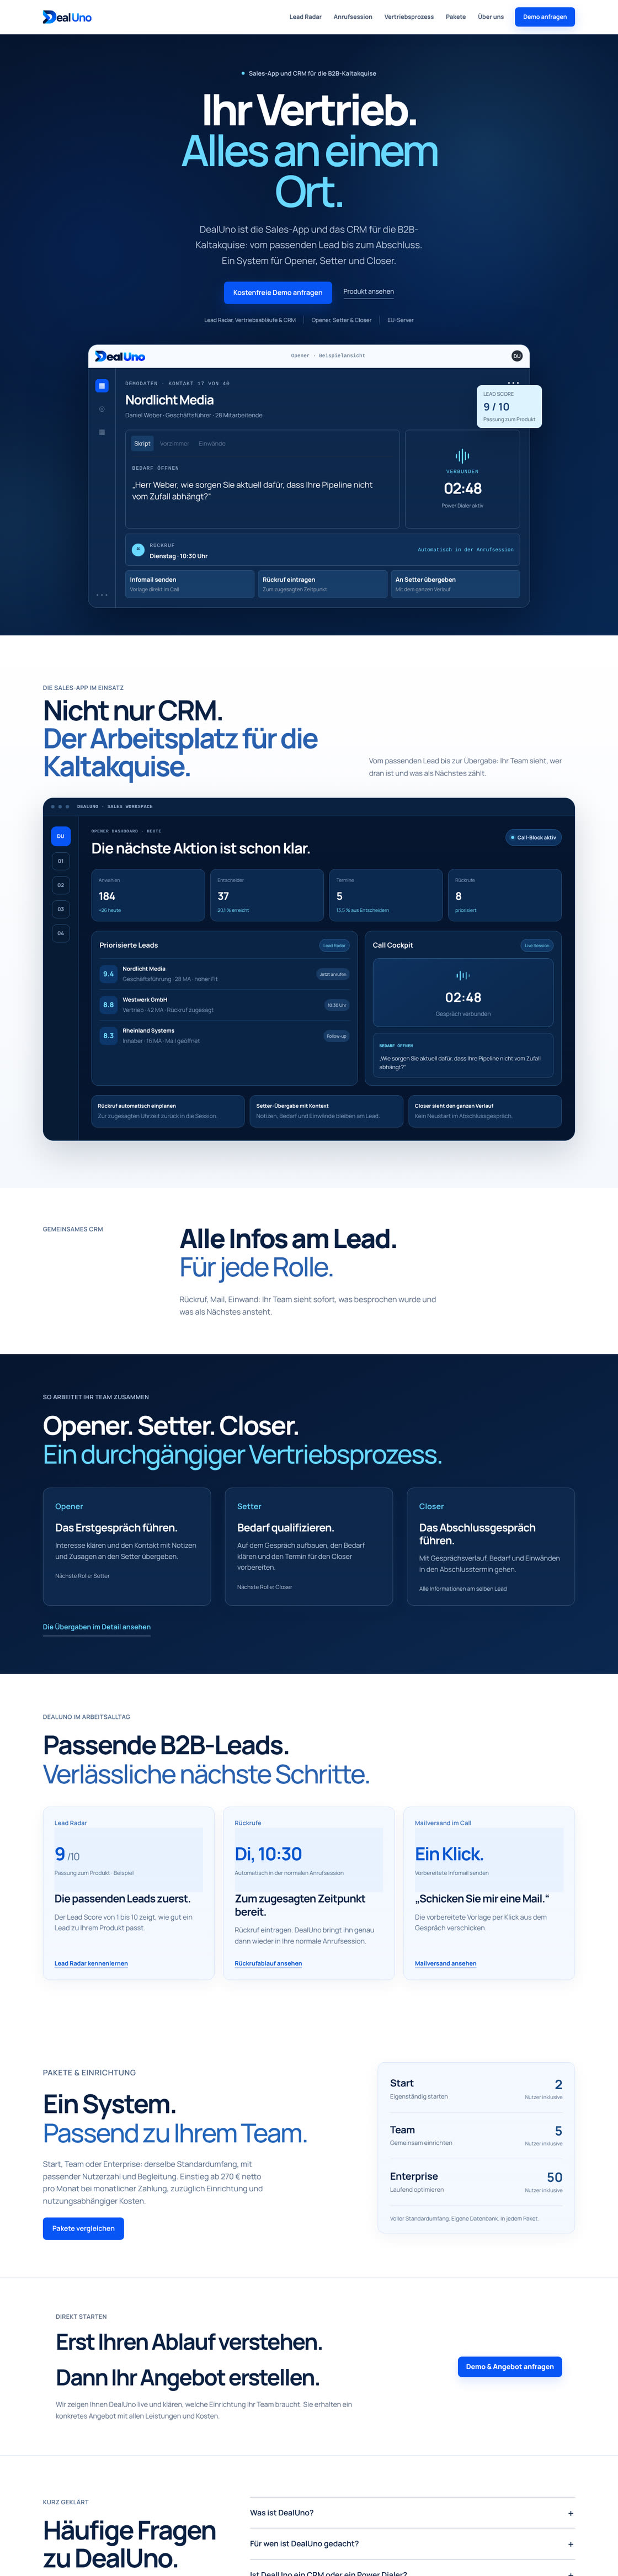 DealUno
Lead Radar Anrufsession Vertriebsprozess Pakete Über uns Demo anfragen
Sales-App und CRM für die B2B-Kaltakquise
Ihr Vertrieb.
Alles an einem
Ort.
DealUno ist die Sales-App und das CRM für die B2B-
Kaltakquise: vom passenden Lead bis zum Abschluss.
Ein System für Opener, Setter und Closer.
Kostenfreie Demo anfragen Produkt ansehen
Lead Radar, Vertriebsabläufe & CRM Opener, Setter & Closer EU-Server
DealUno
Opener · Beispielansicht
DU
DEMODATEN · KONTAKT 17 VON 40
Nordlicht Media
Daniel Weber · Geschäftsführung · 28 Mitarbeitende
LEAD SCORE
9 / 10
Passung zum Produkt
Skript Vorzimmer Einwände
BEDARF ÖFFNEN
„Herr Weber, wie sorgen Sie aktuell dafür, dass Ihre Pipeline nicht
vom Zufall abhängt?“
VERBUNDEN
02:48
Power Dialer aktiv
RÜCKRUF
Dienstag · 10:30 Uhr
Automatisch in der Anrufsession
Infomail senden
Vorlage direkt im Call
Rückruf eintragen
Zum zugesagten Zeitpunkt
An Setter übergeben
Mit dem ganzen Verlauf
DIE SALES-APP IM EINSATZ
Nicht nur CRM.
Der Arbeitsplatz für die
Kaltakquise.
Vom passenden Lead bis zur Übergabe: Ihr Team sieht, wer
dran ist und was als Nächstes zählt.
DEALUNO · SALES WORKSPACE
DU
01
02
03
04
OPENER DASHBOARD · HEUTE
Die nächste Aktion ist schon klar.
Call-Block aktiv
Anwahlen
184
+26 heute
Entscheider
37
20,1 % erreicht
Termine
5
13,5 % aus Entscheidern
Rückrufe
8
priorisiert
Priorisierte Leads
Lead Radar
9.4
Nordlicht Media
Geschäftsführung · 28 MA · hoher Fit
Jetzt anrufen
8.8
Westwerk GmbH
Vertrieb · 42 MA · Rückruf zugesagt
10:30 Uhr
8.3
Rheinland Systems
Inhaber · 16 MA · Mail geöffnet
Follow-up
Call Cockpit
Live Session
02:48
Gespräch verbunden
BEDARF ÖFFNEN
„Wie sorgen Sie aktuell dafür, dass Ihre Pipeline nicht vom Zufall
abhängt?“
Rückruf automatisch einplanen
Zur zugesagten Uhrzeit zurück in die Session.
Setter-Übergabe mit Kontext
Notizen, Bedarf und Einwände bleiben am Lead.
Closer sieht den ganzen Verlauf
Kein Neustart im Abschlussgespräch.
GEMEINSAMES CRM
Alle Infos am Lead.
Für jede Rolle.
Rückruf, Mail, Einwand: Ihr Team sieht sofort, was besprochen wurde und
was als Nächstes ansteht.
SO ARBEITET IHR TEAM ZUSAMMEN
Opener. Setter. Closer.
Ein durchgängiger Vertriebsprozess.
Opener
Das Erstgespräch führen.
Interesse klären und den Kontakt mit Notizen
und Zusagen an den Setter übergeben.
Nächste Rolle: Setter
Setter
Bedarf qualifizieren.
Auf dem Gespräch aufbauen, den Bedarf
klären und den Termin für den Closer
vorbereiten.
Nächste Rolle: Closer
Closer
Das Abschlussgespräch
führen.
Mit Gesprächsverlauf, Bedarf und Einwänden
in den Abschlusstermin gehen.
Alle Informationen am selben Lead
Die Übergaben im Detail ansehen
DEALUNO IM ARBEITSALLTAG
Passende B2B-Leads.
Verlässliche nächste Schritte.
Lead Radar
9 /10
Passung zum Produkt · Beispiel
Die passenden Leads zuerst.
Der Lead Score von 1 bis 10 zeigt, wie gut ein
Lead zu Ihrem Produkt passt.
Lead Radar kennenlernen
Rückrufe
Di, 10:30
Automatisch in der normalen Anrufsession
Zum zugesagten Zeitpunkt
bereit.
Rückruf eintragen. DealUno bringt ihn genau
dann wieder in Ihre normale Anrufsession.
Rückrufablauf ansehen
Mailversand im Call
Ein Klick.
Vorbereitete Infomail senden
„Schicken Sie mir eine Mail.“
Die vorbereitete Vorlage per Klick aus dem
Gespräch verschicken.
Mailversand ansehen
PAKETE & EINRICHTUNG
Ein System.
Passend zu Ihrem Team.
Start, Team oder Enterprise: derselbe Standardumfang, mit
passender Nutzerzahl und Begleitung. Einstieg ab 270 € netto
pro Monat bei monatlicher Zahlung, zuzüglich Einrichtung und
nutzungsabhängiger Kosten.
Pakete vergleichen
Start
Eigenständig starten
2
Nutzer inklusive
Team
Gemeinsam einrichten
5
Nutzer inklusive
Enterprise
Laufend optimieren
50
Nutzer inklusive
Voller Standardumfang. Eigene Datenbank. In jedem Paket.
DIREKT STARTEN
Erst Ihren Ablauf verstehen.
Dann Ihr Angebot erstellen.
Wir zeigen Ihnen DealUno live und klären, welche Einrichtung Ihr Team braucht. Sie erhalten ein
konkretes Angebot mit allen Leistungen und Kosten.
Demo & Angebot anfragen
KURZ GEKLÄRT
Häufige Fragen
zu DealUno.
Was ist DealUno? +
Für wen ist DealUno gedacht? +
Ist DealUno ein CRM oder ein Power Dialer? +